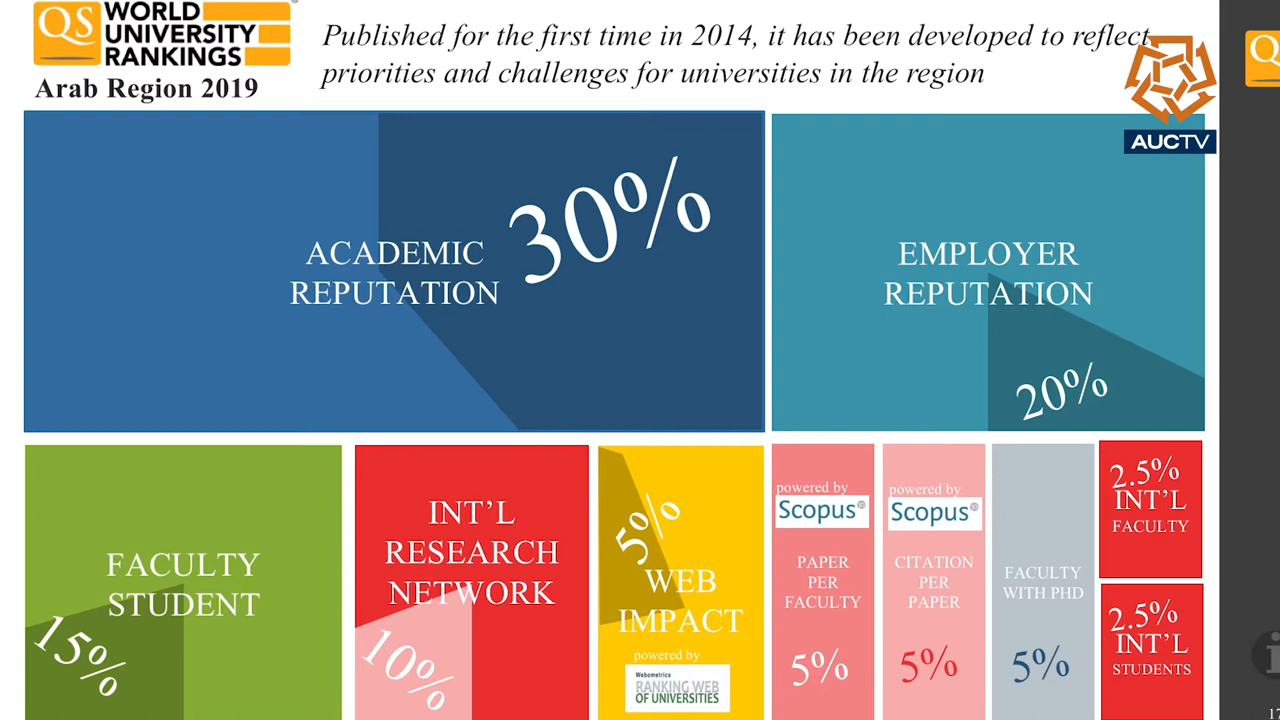 QS WORLD
UNIVERSITY
RANKINGS
Arab Region 2019
Published for the first time in 2014, it has been developed to reflect
priorities and challenges for universities in the region
AUCTV
QS
ACADEMIC
REPUTATION
30%
EMPLOYER
REPUTATION
20%
FACULTY
STUDENT
15%
INT'L
RESEARCH
NETWORK
10%
5%
WEB
IMPACT
powered by
Webometrics
RANKING WEB
OF UNIVERSITIES
powered by
Scopus
PAPER
PER
FACULTY
5%
powered by
Scopus
CITATION
PER
PAPER
5%
FACULTY
WITH PHD
5%
2.5%
INT'L
FACULTY
2.5%
INT'L
STUDENTS